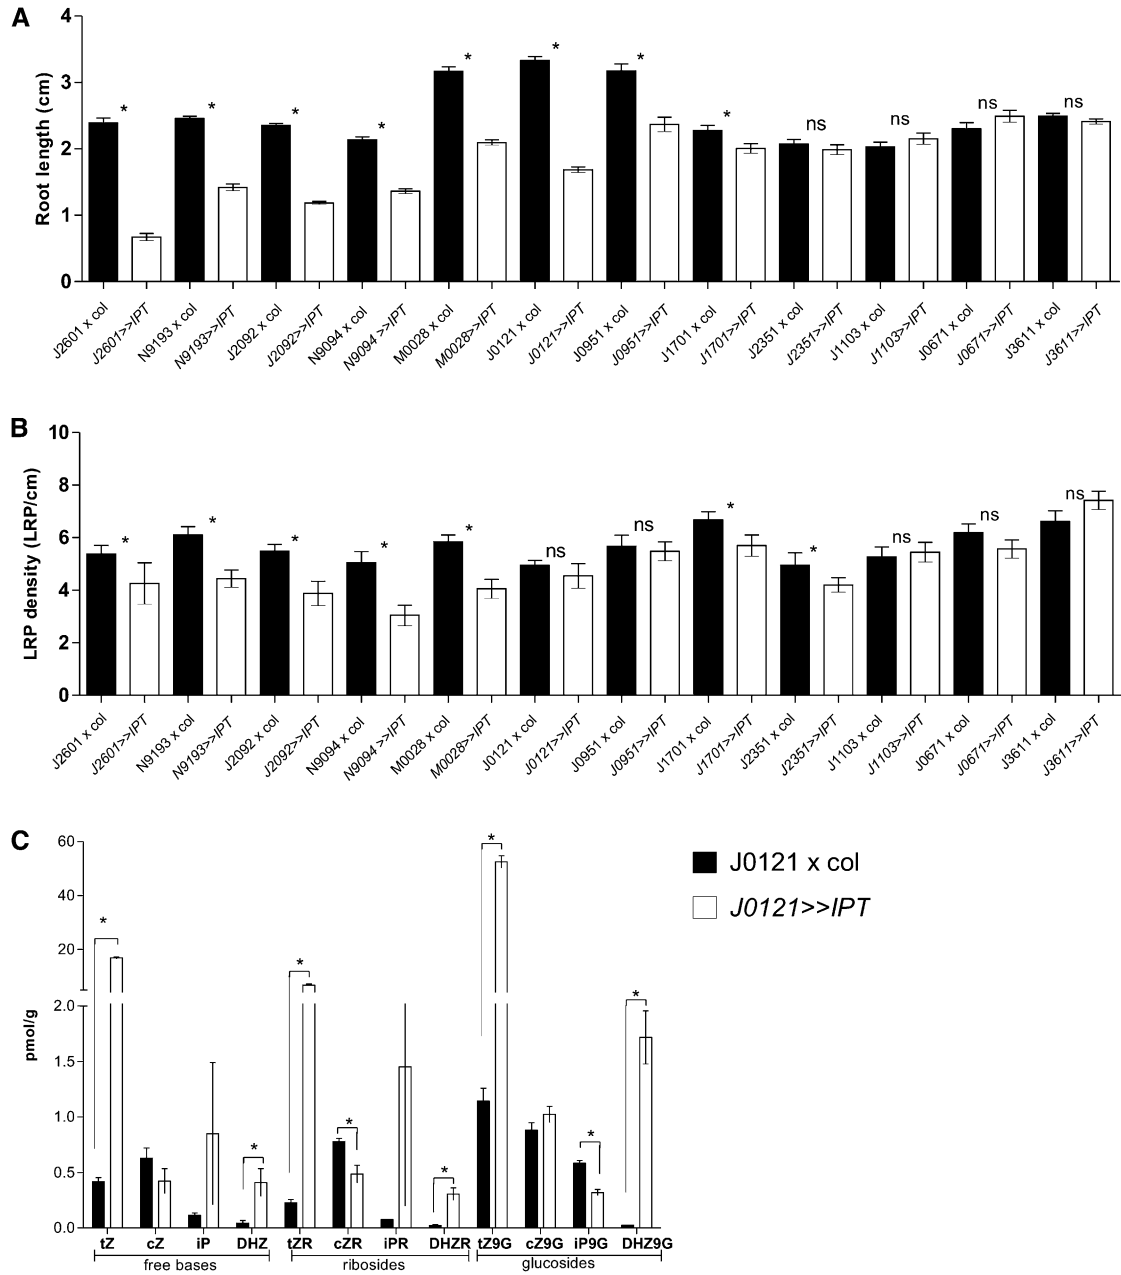 A
Root length (cm)
4
3
2
1
0
* * * * * * * * ns ns ns ns
J2601 x col
J2601>>IPT
N9193 x col
N9193>>IPT
J2092 x col
J2092>>IPT
N9094 x col
N9094>>IPT
M0028 x col
M0028>>IPT
J0121 x col
J0121>>IPT
J0951 x col
J0951>>IPT
J1701 x col
J1701>>IPT
J2351 x col
J2351>>IPT
J1103 x col
J1103>>IPT
J0671 x col
J0671>>IPT
J3611 x col
J3611>>IPT
B
LRP density (LRP/cm)
10
8
6
4
2
0
* * * * * ns ns * * ns ns ns
J2601 x col
J2601>>IPT
N9193 x col
N9193>>IPT
J2092 x col
J2092>>IPT
N9094 x col
N9094 >>IPT
M0028 x col
M0028>>IPT
J0121 x col
J0121>>IPT
J0951 x col
J0951>>IPT
J1701 x col
J1701>>IPT
J2351 x col
J2351>>IPT
J1103 x col
J1103>>IPT
J0671 x col
J0671>>IPT
J3611 x col
J3611>>IPT
C
pmol/g
60
40
20
2.0
1.5
1.0
0.5
0.0
* * * * * * * *
tZ cZ iP DHZ tZR cZR iPR DHZR tZ9G cZ9G iP9G DHZ9G
free bases ribosides glucosides
J0121 x col
J0121>>IPT